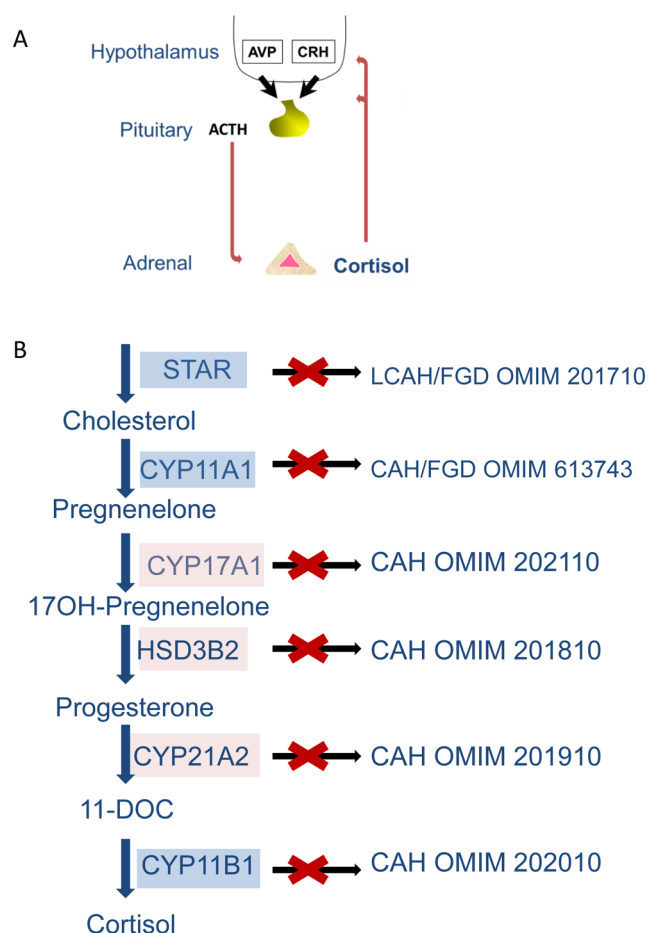 A
Hypothalamus
AVP CRH
Pituitary ACTH
Adrenal Cortisol
B
STAR LCAH/FGD OMIM 201710
Cholesterol
CYP11A1 CAH/FGD OMIM 613743
Pregnenelone
CYP17A1 CAH OMIM 202110
17OH-Pregnenelone
HSD3B2 CAH OMIM 201810
Progesterone
CYP21A2 CAH OMIM 201910
11-DOC
CYP11B1 CAH OMIM 202010
Cortisol